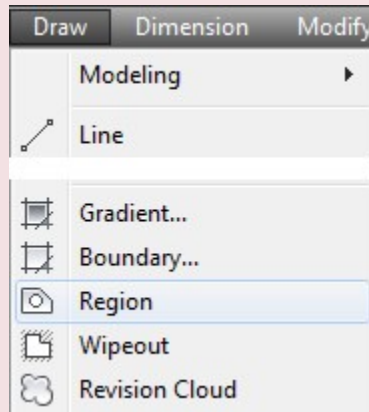 Draw Dimension Modify
Modeling
Line
Gradient...
Boundary...
Region
Wipeout
Revision Cloud